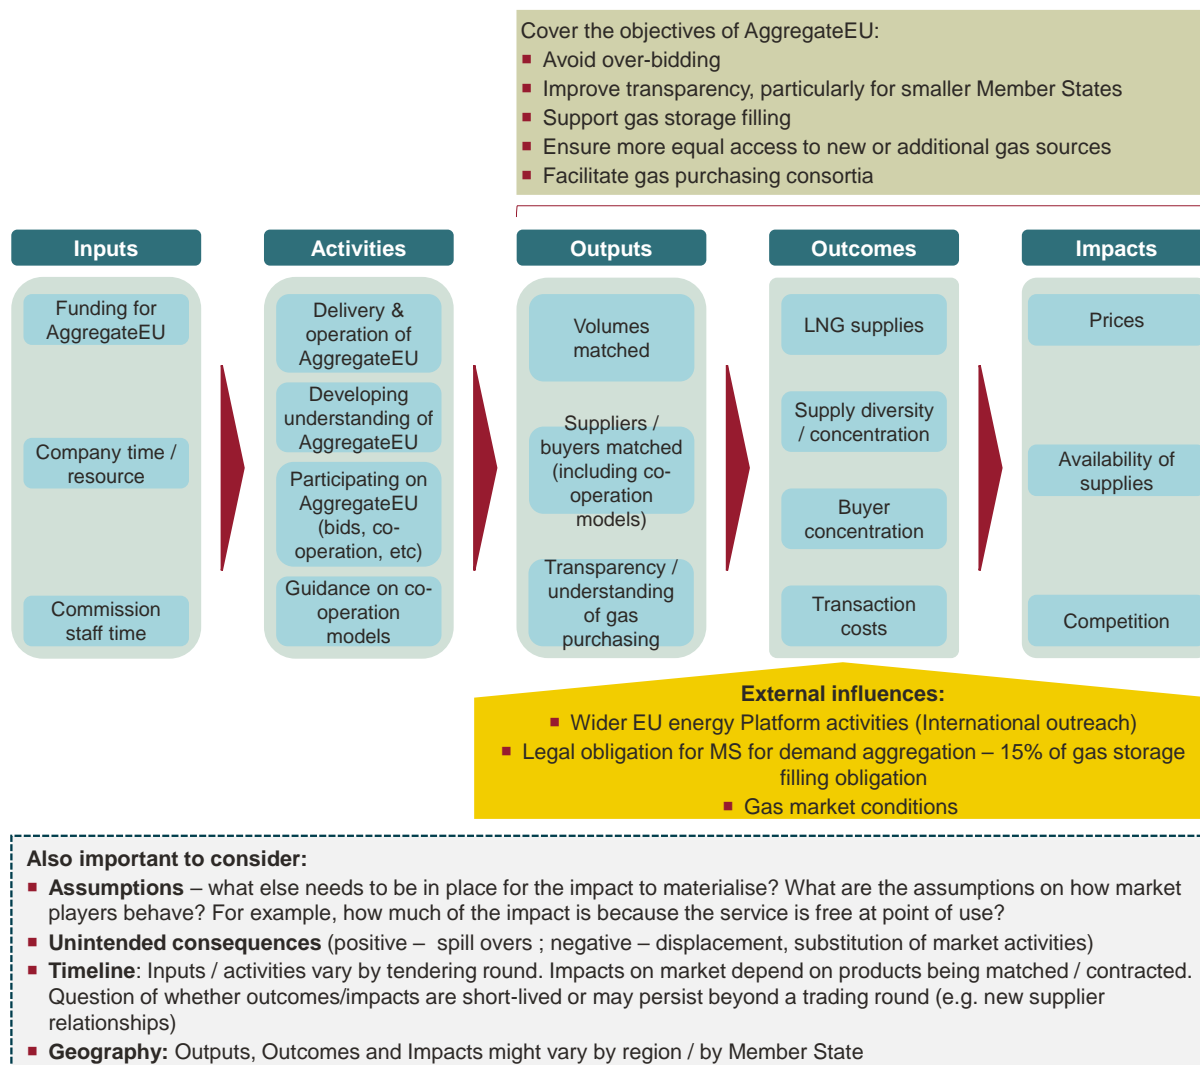 Cover the objectives of AggregateEU:
▪ Avoid over-bidding
▪ Improve transparency, particularly for smaller Member States
▪ Support gas storage filling
▪ Ensure more equal access to new or additional gas sources
▪ Facilitate gas purchasing consortia
Inputs
Funding for
AggregateEU
Company time /
resource
Commission
staff time
Activities
Delivery &
operation of
AggregateEU
Developing
understanding of
AggregateEU
Participating on
AggregateEU
(bids, co-
operation, etc)
Guidance on co-
operation
models
Outputs
Volumes
matched
Suppliers /
buyers matched
(including co-
operation
models)
Transparency /
understanding
of gas
purchasing
Outcomes
LNG supplies
Supply diversity
/ concentration
Buyer
concentration
Transaction
costs
Impacts
Prices
Availability of
supplies
Competition
External influences:
▪ Wider EU energy Platform activities (International outreach)
▪ Legal obligation for MS for demand aggregation – 15% of gas storage
filling obligation
▪ Gas market conditions
Also important to consider:
▪ Assumptions – what else needs to be in place for the impact to materialise? What are the assumptions on how market
players behave? For example, how much of the impact is because the service is free at point of use?
▪ Unintended consequences (positive – spill overs ; negative – displacement, substitution of market activities)
▪ Timeline: Inputs / activities vary by tendering round. Impacts on market depend on products being matched / contracted.
Question of whether outcomes/impacts are short-lived or may persist beyond a trading round (e.g. new supplier
relationships)
▪ Geography: Outputs, Outcomes and Impacts might vary by region / by Member State